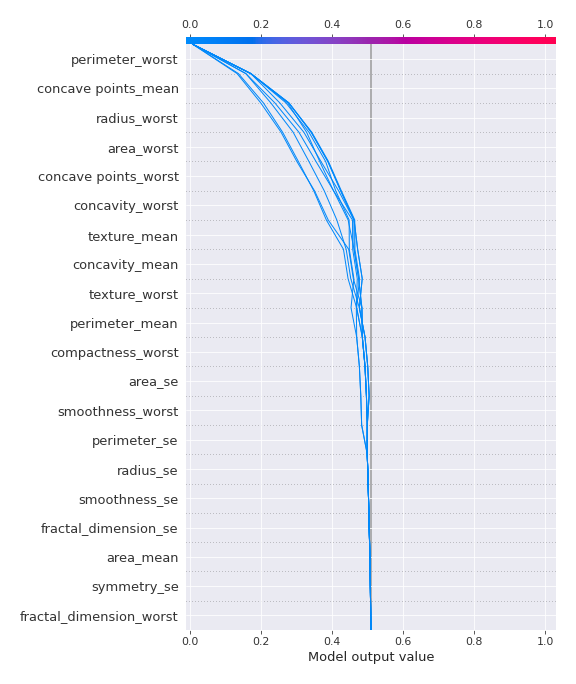 0.0 0.2 0.4 0.6 0.8 1.0
perimeter_worst
concave points_mean
radius_worst
area_worst
concave points_worst
concavity_worst
texture_mean
concavity_mean
texture_worst
perimeter_mean
compactness_worst
area_se
smoothness_worst
perimeter_se
radius_se
smoothness_se
fractal_dimension_se
area_mean
symmetry_se
fractal_dimension_worst
0.0 0.2 0.4 0.6 0.8 1.0
Model output value